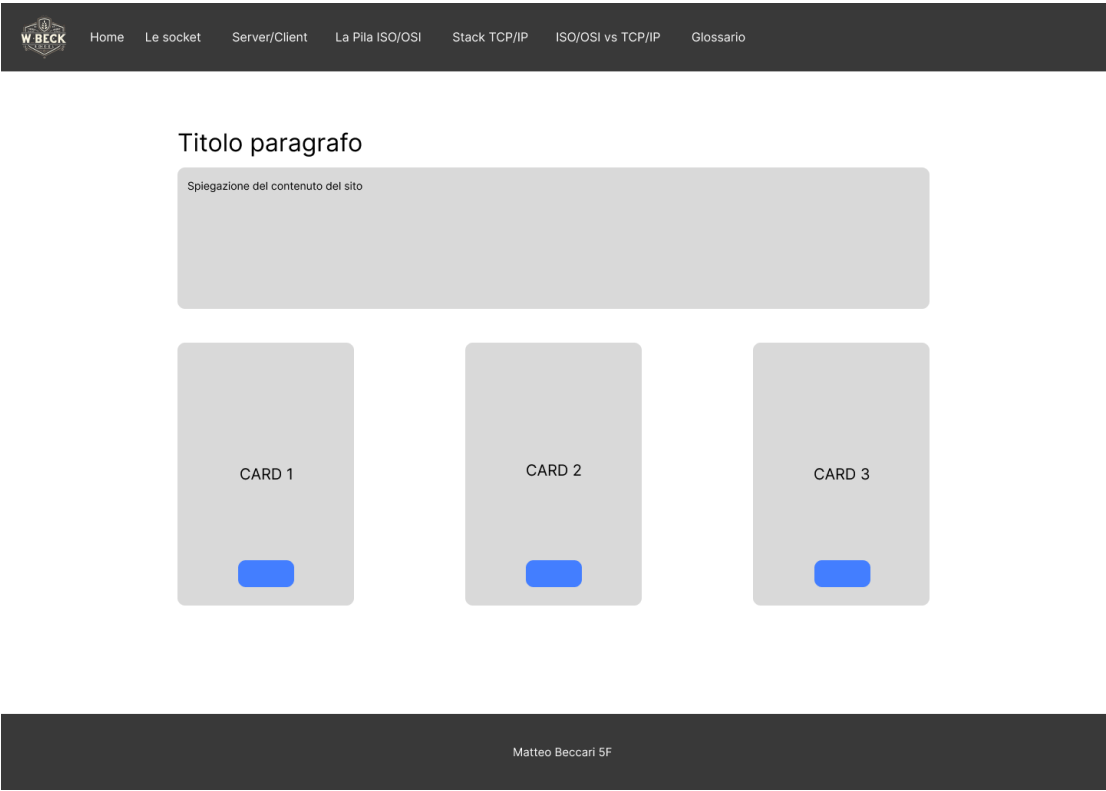 W BECK
Home Le socket Server/Client La Pila ISO/OSI Stack TCP/IP ISO/OSI vs TCP/IP Glossario
Titolo paragrafo
Spiegazione del contenuto del sito
CARD 1 CARD 2 CARD 3
Matteo Beccari 5F